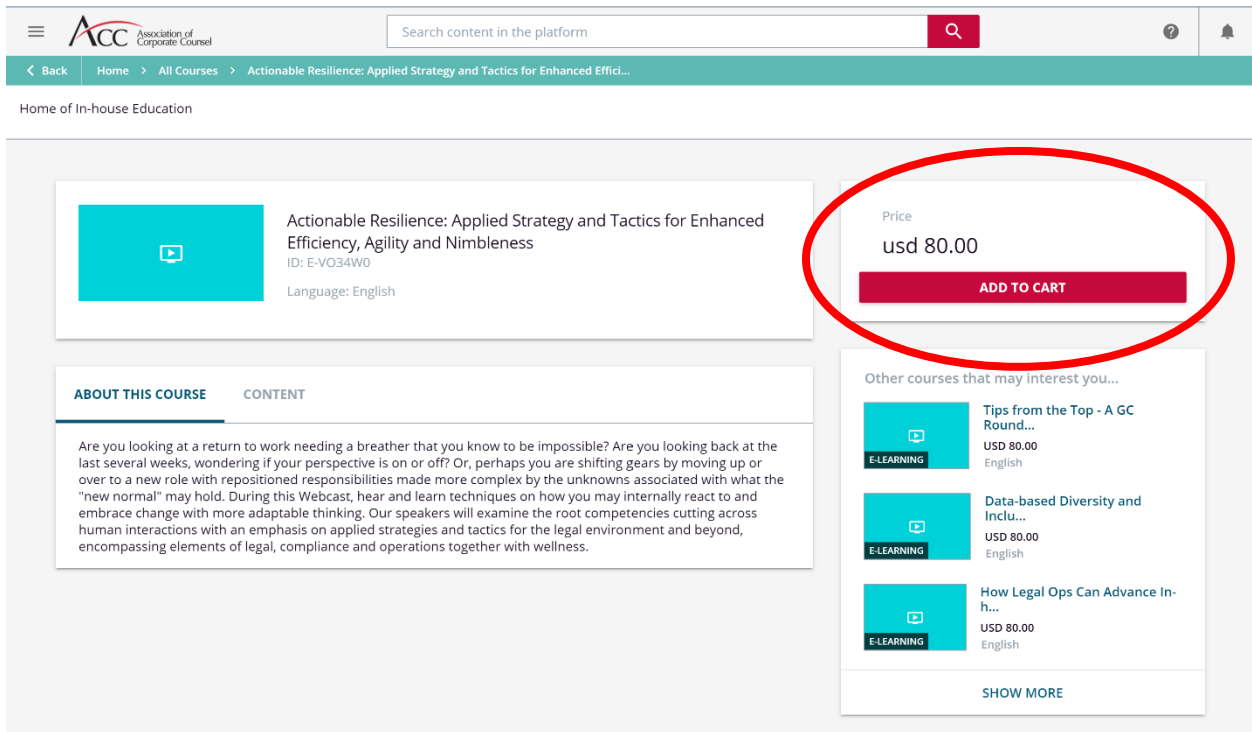 ACC Association of
Corporate Counsel
Search content in the platform
Back Home > All Courses > Actionable Resilience: Applied Strategy and Tactics for Enhanced Effici...
Home of In-house Education
Actionable Resilience: Applied Strategy and Tactics for Enhanced
Efficiency, Agility and Nimbleness
ID: E-VO34W0
Language: English
Price
usd 80.00
ADD TO CART
ABOUT THIS COURSE CONTENT
Are you looking at a return to work needing a breather that you know to be impossible? Are you looking back at the
last several weeks, wondering if your perspective is on or off? Or, perhaps you are shifting gears by moving up or
over to a new role with repositioned responsibilities made more complex by the unknowns associated with what the
"new normal" may hold. During this Webcast, hear and learn techniques on how you may internally react to and
embrace change with more adaptable thinking. Our speakers will examine the root competencies cutting across
human interactions with an emphasis on applied strategies and tactics for the legal environment and beyond,
encompassing elements of legal, compliance and operations together with wellness.
Other courses that may interest you...
Tips from the Top - A GC
Round...
USD 80.00
E-LEARNING
English
Data-based Diversity and
Inclu...
USD 80.00
E-LEARNING
English
How Legal Ops Can Advance In-
h...
USD 80.00
E-LEARNING
English
SHOW MORE